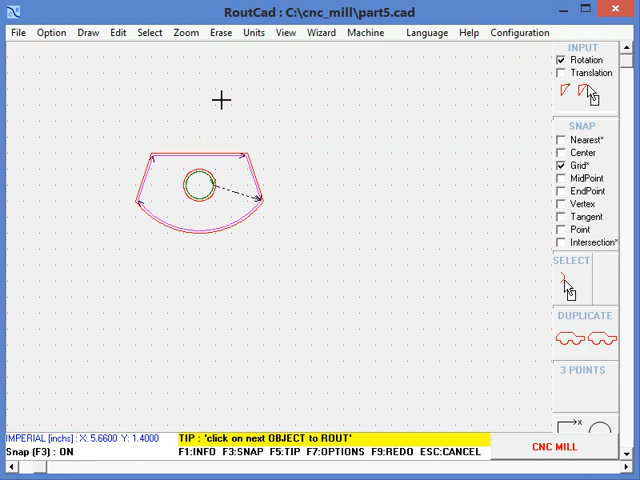 RoutCad : C:\cnc_mill\part5.cad
File Option Draw Edit Select Zoom Erase Units View Wizard Machine Language Help Configuration
INPUT
Rotation
Translation
SNAP
Nearest*
Center
Grid*
MidPoint
EndPoint
Vertex
Tangent
Point
Intersection*
SELECT
DUPLICATE
3 POINTS
x
IMPERIAL [inchs] : X: 5.6600 Y: 1.4000
TIP : 'click on next OBJECT to ROUT'
Snap (F3) : ON
F1:INFO F3:SNAP F5:TIP F7:OPTIONS F9:REDO ESC:CANCEL
CNC MILL